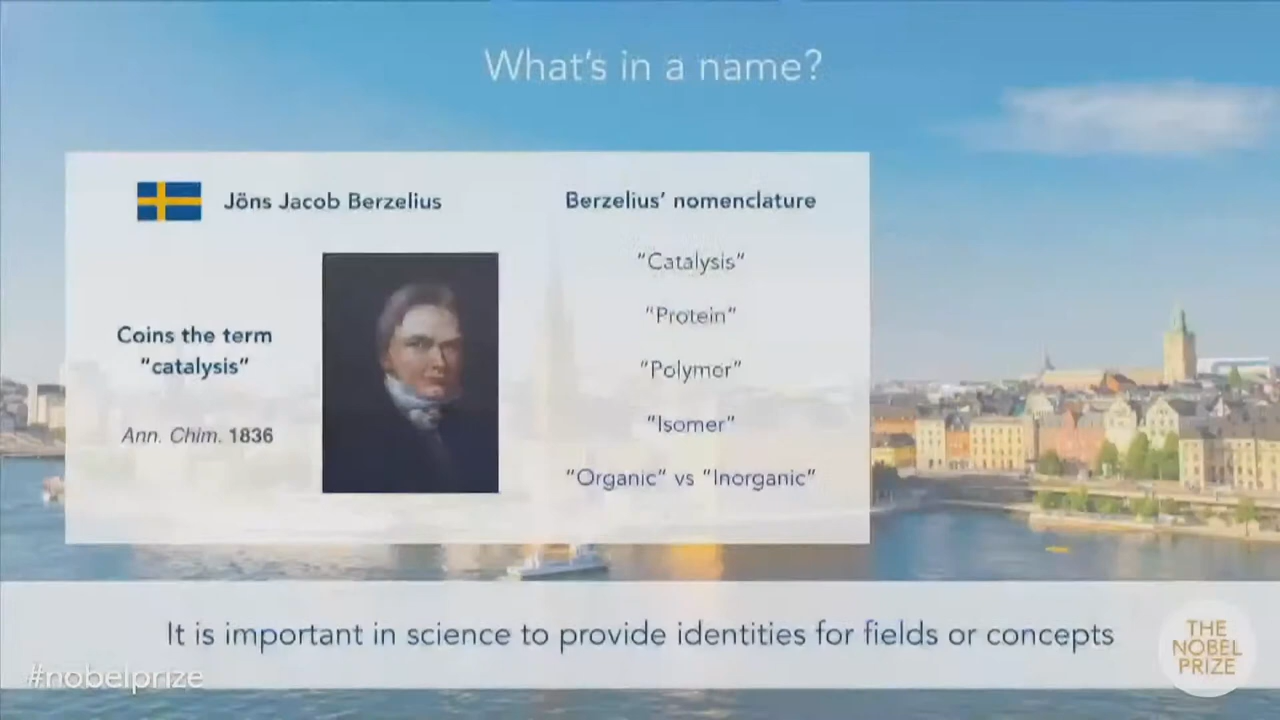 What's in a name?
Jöns Jacob Berzelius
Coins the term
"catalysis"
Ann. Chim. 1836
Berzelius' nomenclature
"Catalysis"
"Protein"
"Polymer"
"Isomer"
"Organic" vs "Inorganic"
It is important in science to provide identities for fields or concepts
#nobelprize
THE
NOBEL
PRIZE